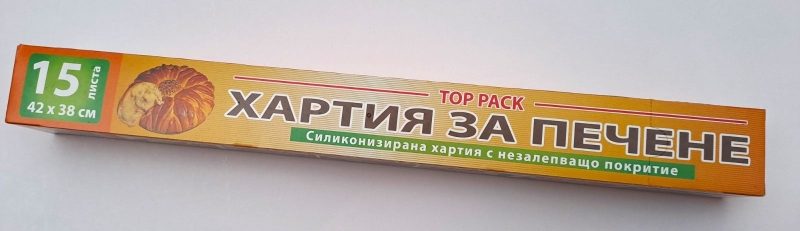 15
листа
42 x 38 см
TOP PACK
ХАРТИЯ ЗА ПЕЧЕНЕ
Силиконизирана хартия с незалепващо покритие